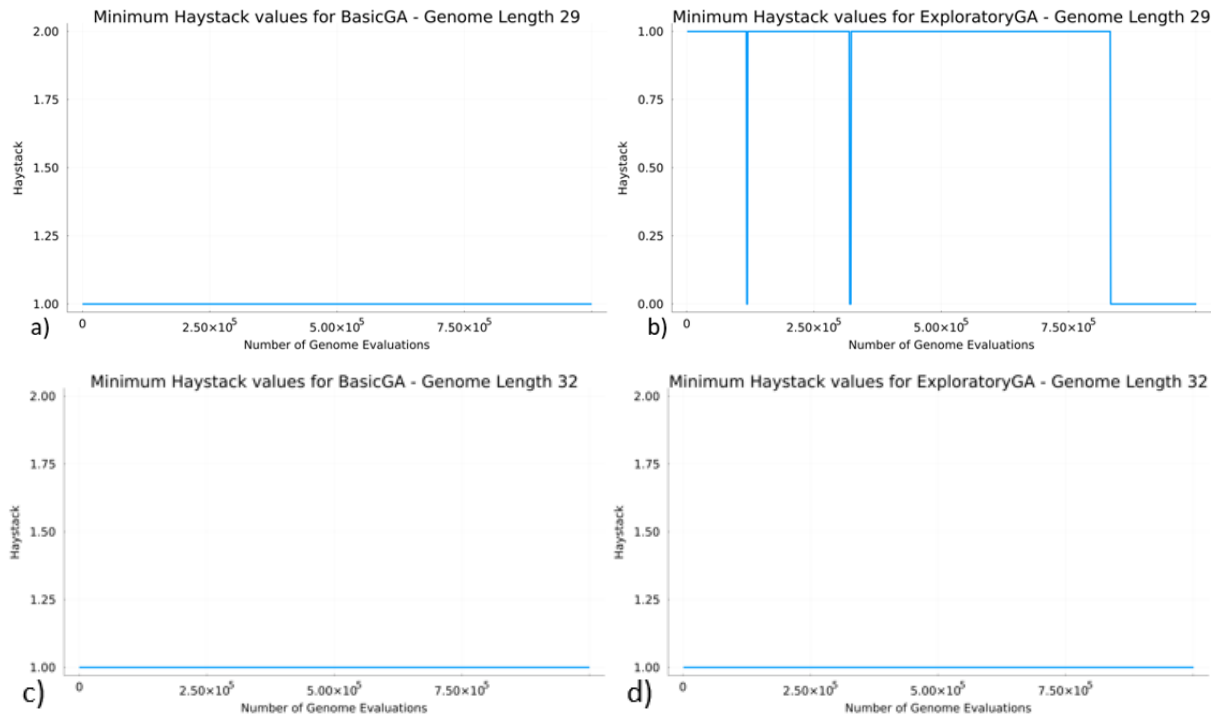 Minimum Haystack values for BasicGA - Genome Length 29
2.00
1.75
1.50
1.25
1.00
Haystack
0
2.50×10⁵
5.00×10⁵
7.50×10⁵
Number of Genome Evaluations
a)
Minimum Haystack values for ExploratoryGA - Genome Length 29
1.00
0.75
0.50
0.25
0.00
Haystack
0
2.50×10⁵
5.00×10⁵
7.50×10⁵
Number of Genome Evaluations
b)
Minimum Haystack values for BasicGA - Genome Length 32
2.00
1.75
1.50
1.25
1.00
Haystack
0
2.50×10⁵
5.00×10⁵
7.50×10⁵
Number of Genome Evaluations
c)
Minimum Haystack values for ExploratoryGA - Genome Length 32
2.00
1.75
1.50
1.25
1.00
Haystack
0
2.50×10⁵
5.00×10⁵
7.50×10⁵
Number of Genome Evaluations
d)